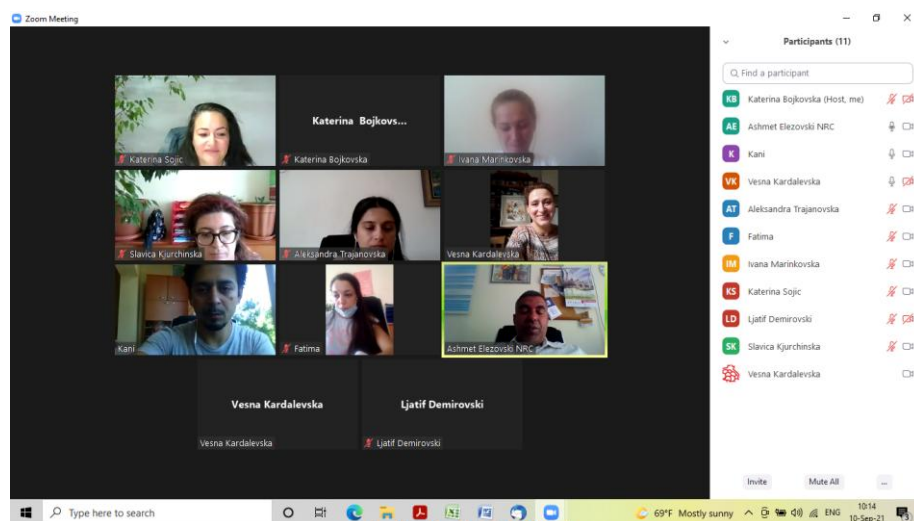 Zoom Meeting
Katerina Sojic
Katerina Bojkovs...
Katerina Bojkovska
Ivana Marinkovska
Slavica Kjurchinska
Aleksandra Trajanovska
Vesna Kardalevska
Kani
Fatima
Ashmet Elezovski NRC
Vesna Kardalevska
Ljatif Demirovski
Vesna Kardalevska
Ljatif Demirovski
Participants (11)
Find a participant
KB Katerina Bojkovska (Host, me)
AE Ashmet Elezovski NRC
K Kani
VK Vesna Kardalevska
AT Aleksandra Trajanovska
F Fatima
IM Ivana Marinkovska
KS Katerina Sojic
LD Ljatif Demirovski
SK Slavica Kjurchinska
Vesna Kardalevska
Invite Mute All ...
Type here to search
69°F Mostly sunny ENG 10:14
10-Sep-21